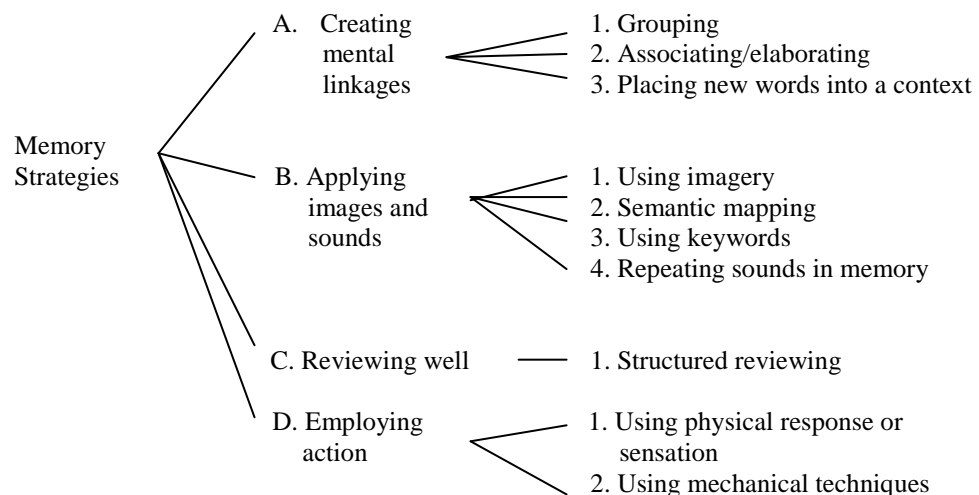 Memory
Strategies
A. Creating
mental
linkages
1. Grouping
2. Associating/elaborating
3. Placing new words into a context
B. Applying
images and
sounds
1. Using imagery
2. Semantic mapping
3. Using keywords
4. Repeating sounds in memory
C. Reviewing well
1. Structured reviewing
D. Employing
action
1. Using physical response or
sensation
2. Using mechanical techniques